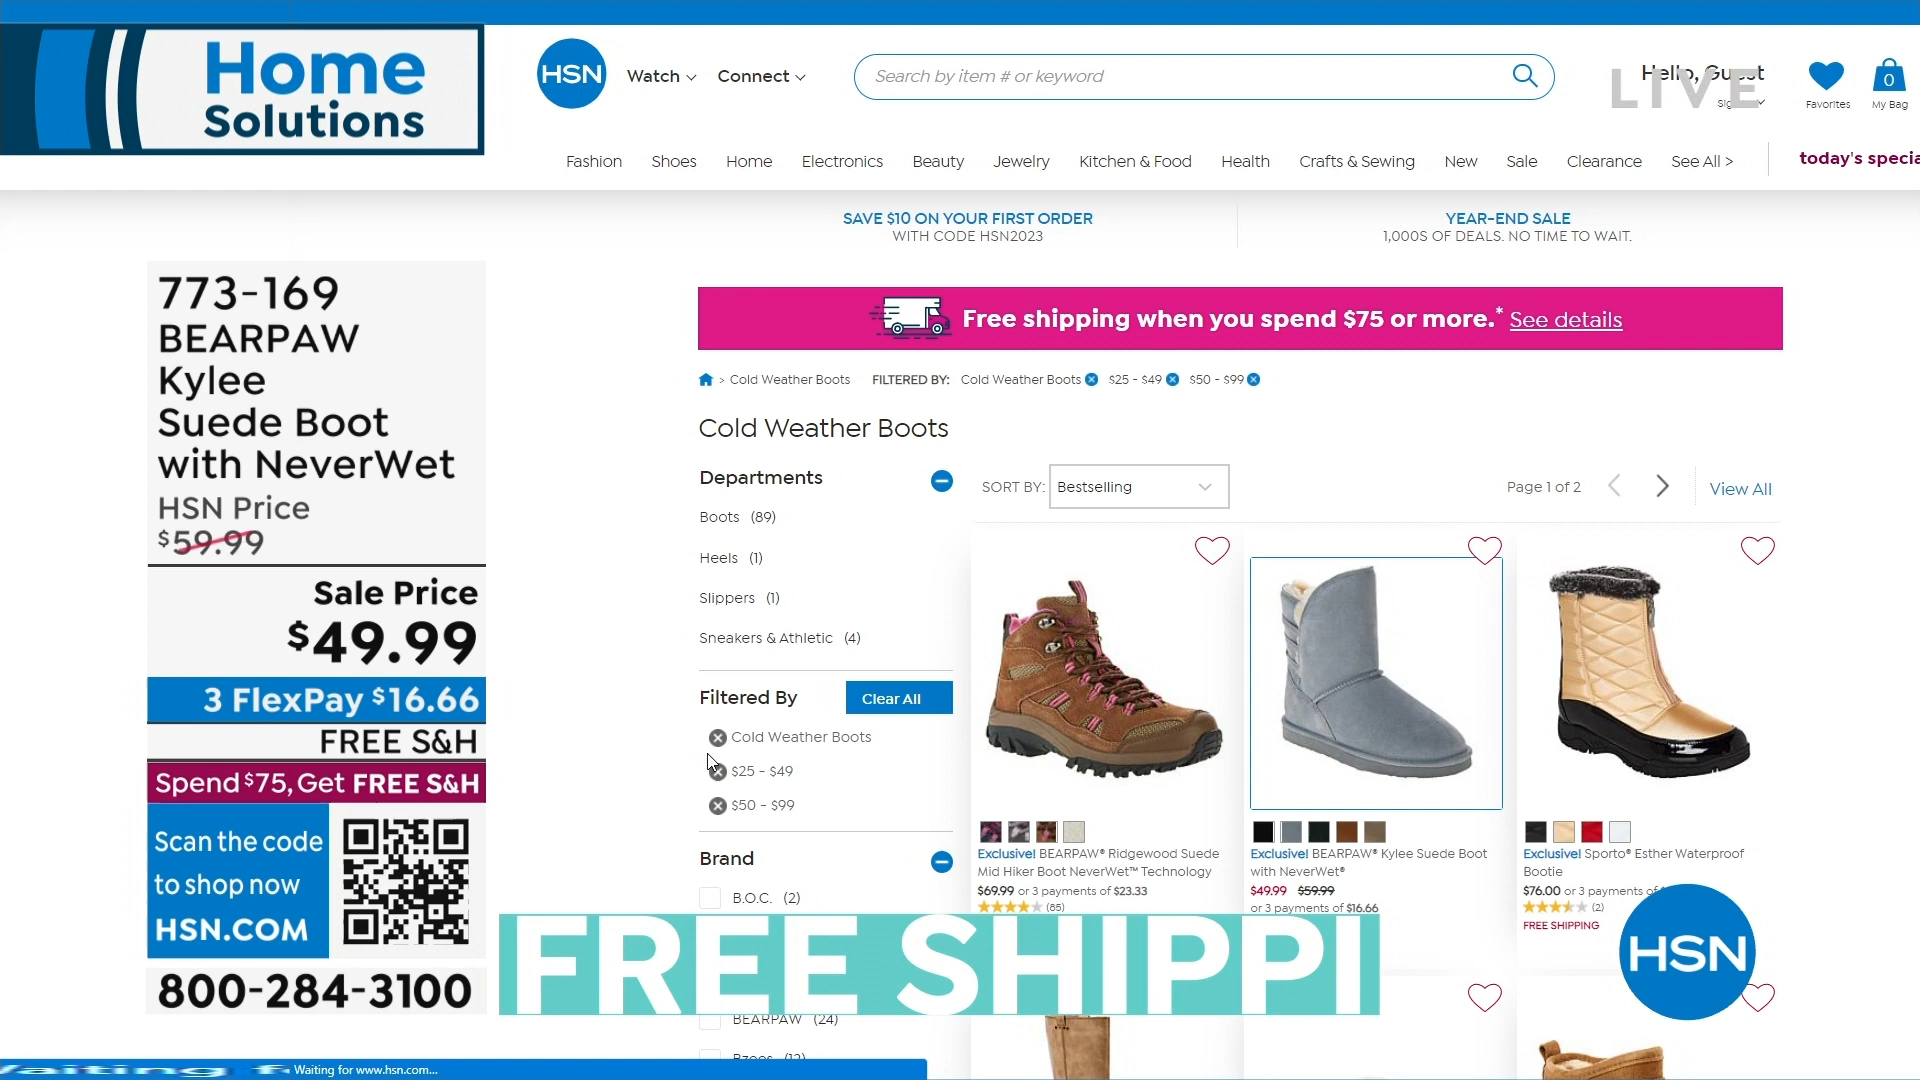 Home
Solutions
HSN
Watch
Connect
Search by item # or keyword
Hello, Guest
LIVE
Favorites
0
My Bag
Fashion
Shoes
Home
Electronics
Beauty
Jewelry
Kitchen & Food
Health
Crafts & Sewing
New
Sale
Clearance
See All >
today's
SAVE $10 ON YOUR FIRST ORDER
WITH CODE HSN2023
YEAR-END SALE
1,000S OF DEALS. NO TIME TO WAIT.
773-169
BEARPAW
Kylee
Suede Boot
with NeverWet
HSN Price
$59.99
Sale Price
$49.99
3 FlexPay $16.66
FREE S&H
Spend $75, Get FREE S&H
Scan the code
to shop now
HSN.COM
800-284-3100
Free shipping when you spend $75 or more.* See details
> Cold Weather Boots
FILTERED BY: Cold Weather Boots $25 - $49 $50 - $99
Cold Weather Boots
Departments
Boots (89)
Heels (1)
Slippers (1)
Sneakers & Athletic (4)
Filtered By
Clear All
Cold Weather Boots
$25 - $49
$50 - $99
Brand
B.O.C. (2)
BEARPAW (24)
Bzees (12)
SORT BY: Bestselling
Page 1 of 2
View All
Exclusive! BEARPAW® Ridgewood Suede
Mid Hiker Boot NeverWet™ Technology
$69.99 or 3 payments of $23.33
(85)
Exclusive! BEARPAW® Kylee Suede Boot
with NeverWet®
$49.99 $59.99
or 3 payments of $16.66
Exclusive! Sporto® Esther Waterproof
Bootie
$76.00 or 3 payments of
(2)
FREE SHIPPING
FREE SHIPPI
HSN
Waiting for www.hsn.com...